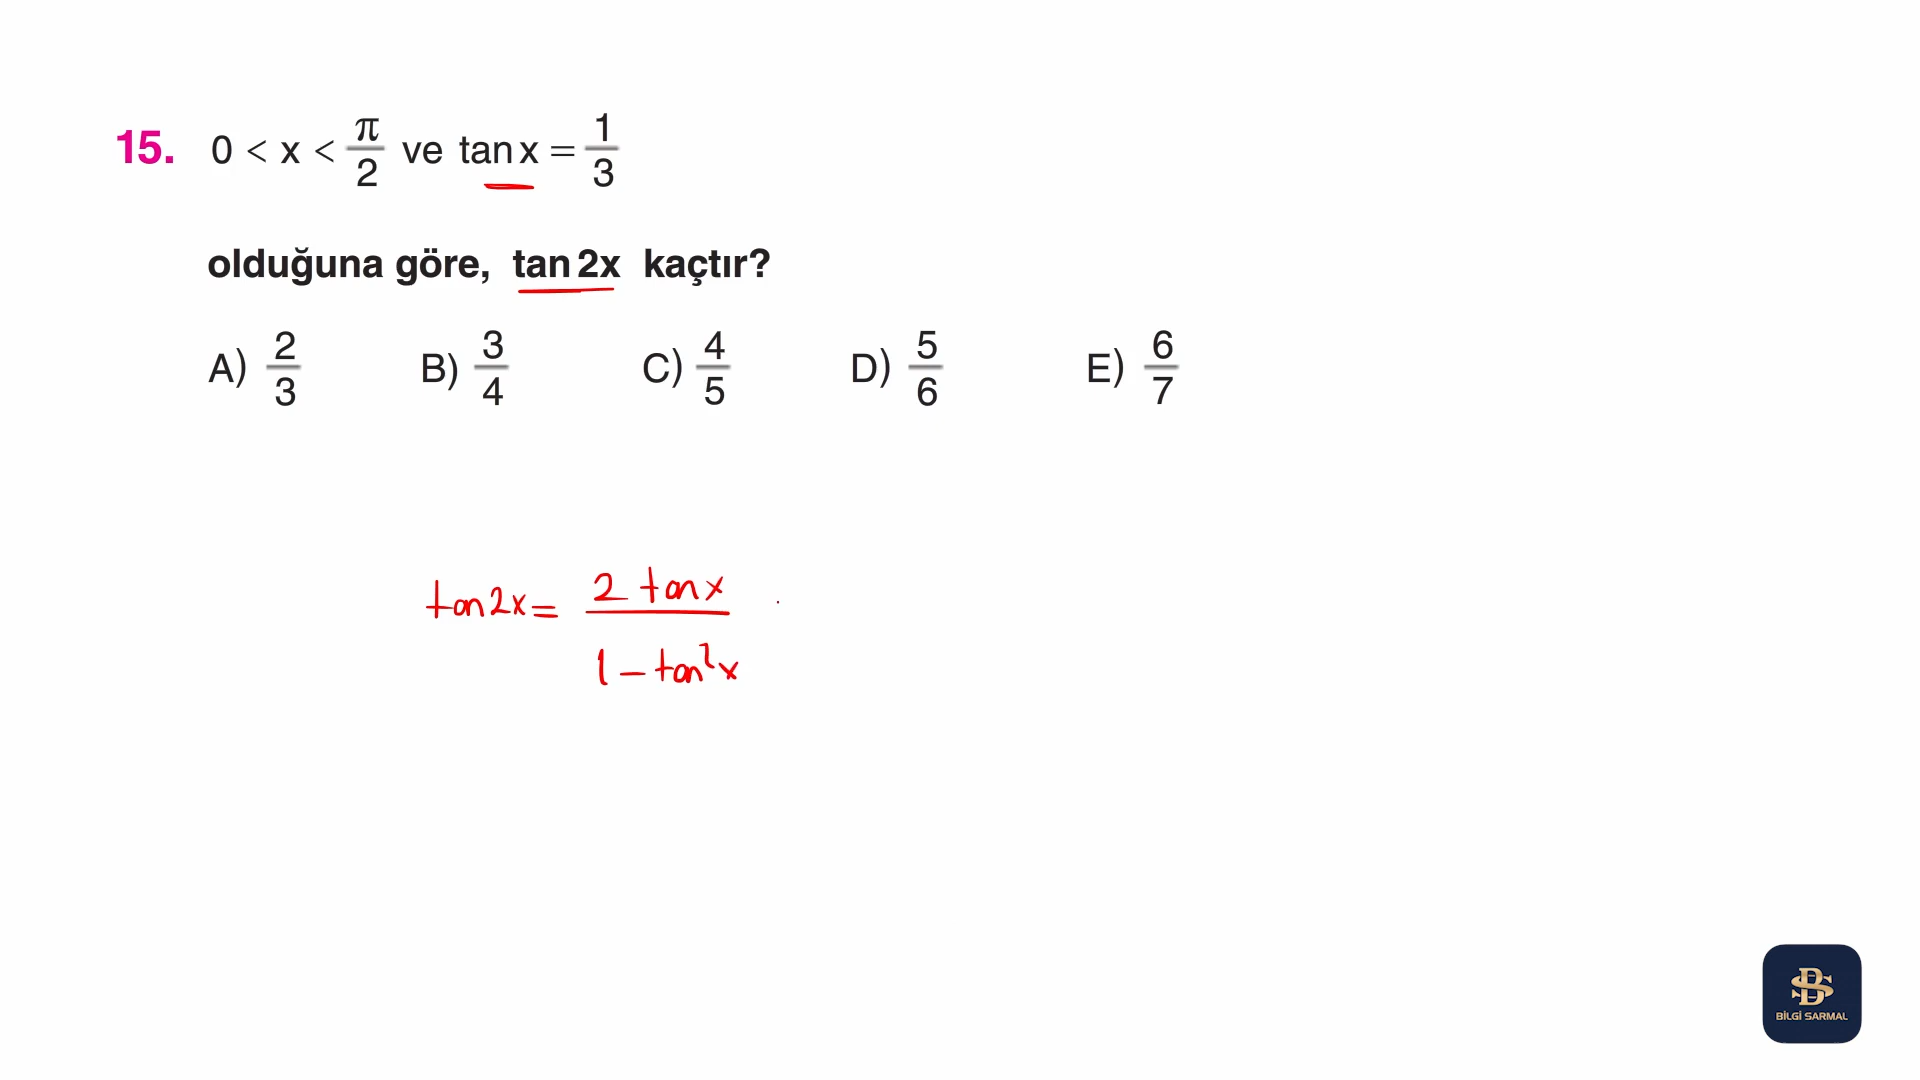 15. 0 < x < π/2 ve tan x = 1/3
olduğuna göre, tan 2x kaçtır?
A) 2/3 B) 3/4 C) 4/5 D) 5/6 E) 6/7
tan2x = 2 tanx / 1 - tan²x
BİLGİ SARMAL